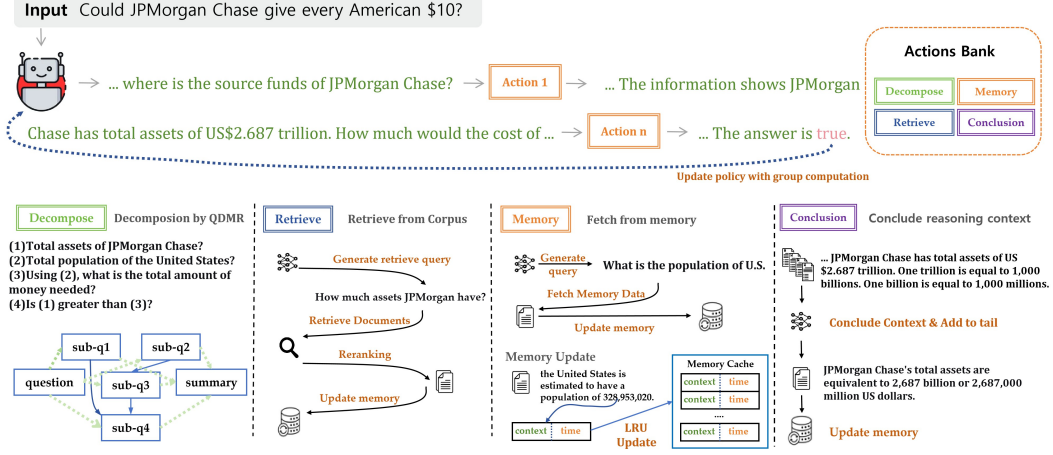 Input Could JPMorgan Chase give every American $10?
... where is the source funds of JPMorgan Chase?
Action 1
... The information shows JPMorgan
Chase has total assets of US$2.687 trillion. How much would the cost of ...
Action n
... The answer is true.
Update policy with group computation
Actions Bank
Decompose
Memory
Retrieve
Conclusion
Decompose
Decomposion by QDMR
(1)Total assets of JPMorgan Chase?
(2)Total population of the United States?
(3)Using (2), what is the total amount of
money needed?
(4)Is (1) greater than (3)?
sub-q1
sub-q2
question
sub-q3
summary
sub-q4
Retrieve
Retrieve from Corpus
Generate retrieve query
How much assets JPMorgan have?
Retrieve Documents
Reranking
Update memory
Memory
Fetch from memory
Generate
query
What is the population of U.S.
Fetch Memory Data
Update memory
Memory Update
the United States is
estimated to have a
population of 328,953,020.
context
time
LRU
Update
Memory Cache
context
time
context
time
....
context
time
Conclusion
Conclude reasoning context
... JPMorgan Chase has total assets of US
$2.687 trillion. One trillion is equal to 1,000
billions. One billion is equal to 1,000 millions.
Conclude Context & Add to tail
JPMorgan Chase's total assets are
equivalent to 2,687 billion or 2,687,000
million US dollars.
Update memory